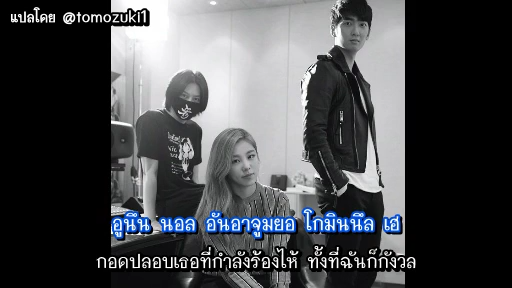 แปลโดย @tomozuki1
อูนึน นอล อันอาจูมยอ โกมินนึล เฮ
กอดปลอบเธอที่กำลังร้องไห้ ทั้งที่ฉันก็กังวล